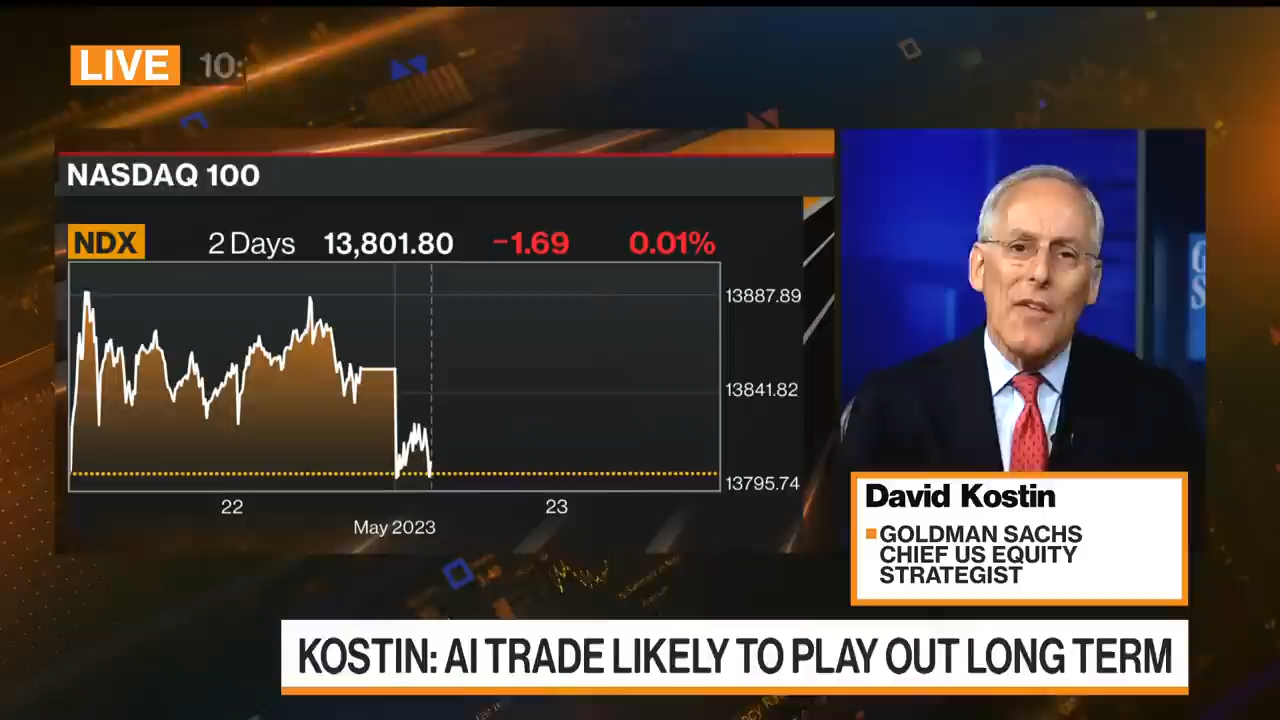 LIVE 10:
NASDAQ 100
NDX 2 Days 13,801.80 −1.69 0.01%
13887.89
13841.82
13795.74
22 23
May 2023
David Kostin
GOLDMAN SACHS
CHIEF US EQUITY
STRATEGIST
KOSTIN: AI TRADE LIKELY TO PLAY OUT LONG TERM